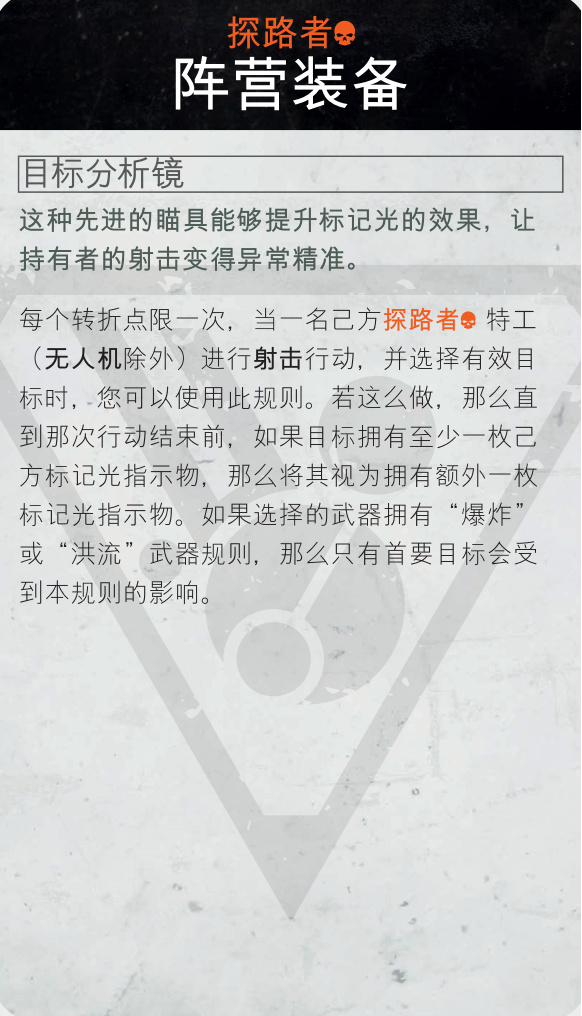 探路者
阵营装备
目标分析镜
这种先进的瞄具能够提升标记光的效果，让
持有者的射击变得异常精准。
每个转折点限一次，当一名己方探路者 特工
（无人机除外）进行射击行动，并选择有效目
标时，您可以使用此规则。若这么做，那么直
到那次行动结束前，如果目标拥有至少一枚己
方标记光指示物，那么将其视为拥有额外一枚
标记光指示物。如果选择的武器拥有“爆炸”
或“洪流”武器规则，那么只有首要目标会受
到本规则的影响。